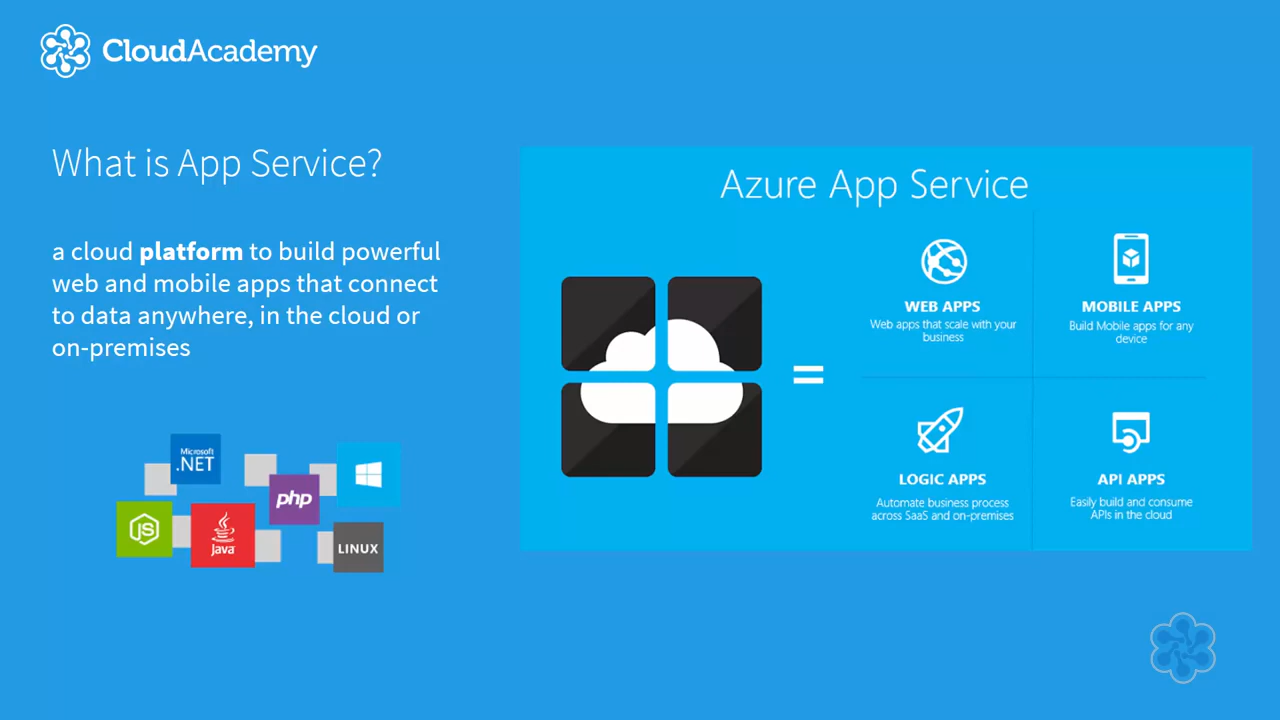 CloudAcademy
What is App Service?
a cloud platform to build powerful
web and mobile apps that connect
to data anywhere, in the cloud or
on-premises
Microsoft
.NET
php
JS
Java
LINUX
Azure App Service
WEB APPS
Web apps that scale with your
business
MOBILE APPS
Build Mobile apps for any
device
=
LOGIC APPS
Automate business process
across SaaS and on-premises
API APPS
Easily build and consume
APIs in the cloud